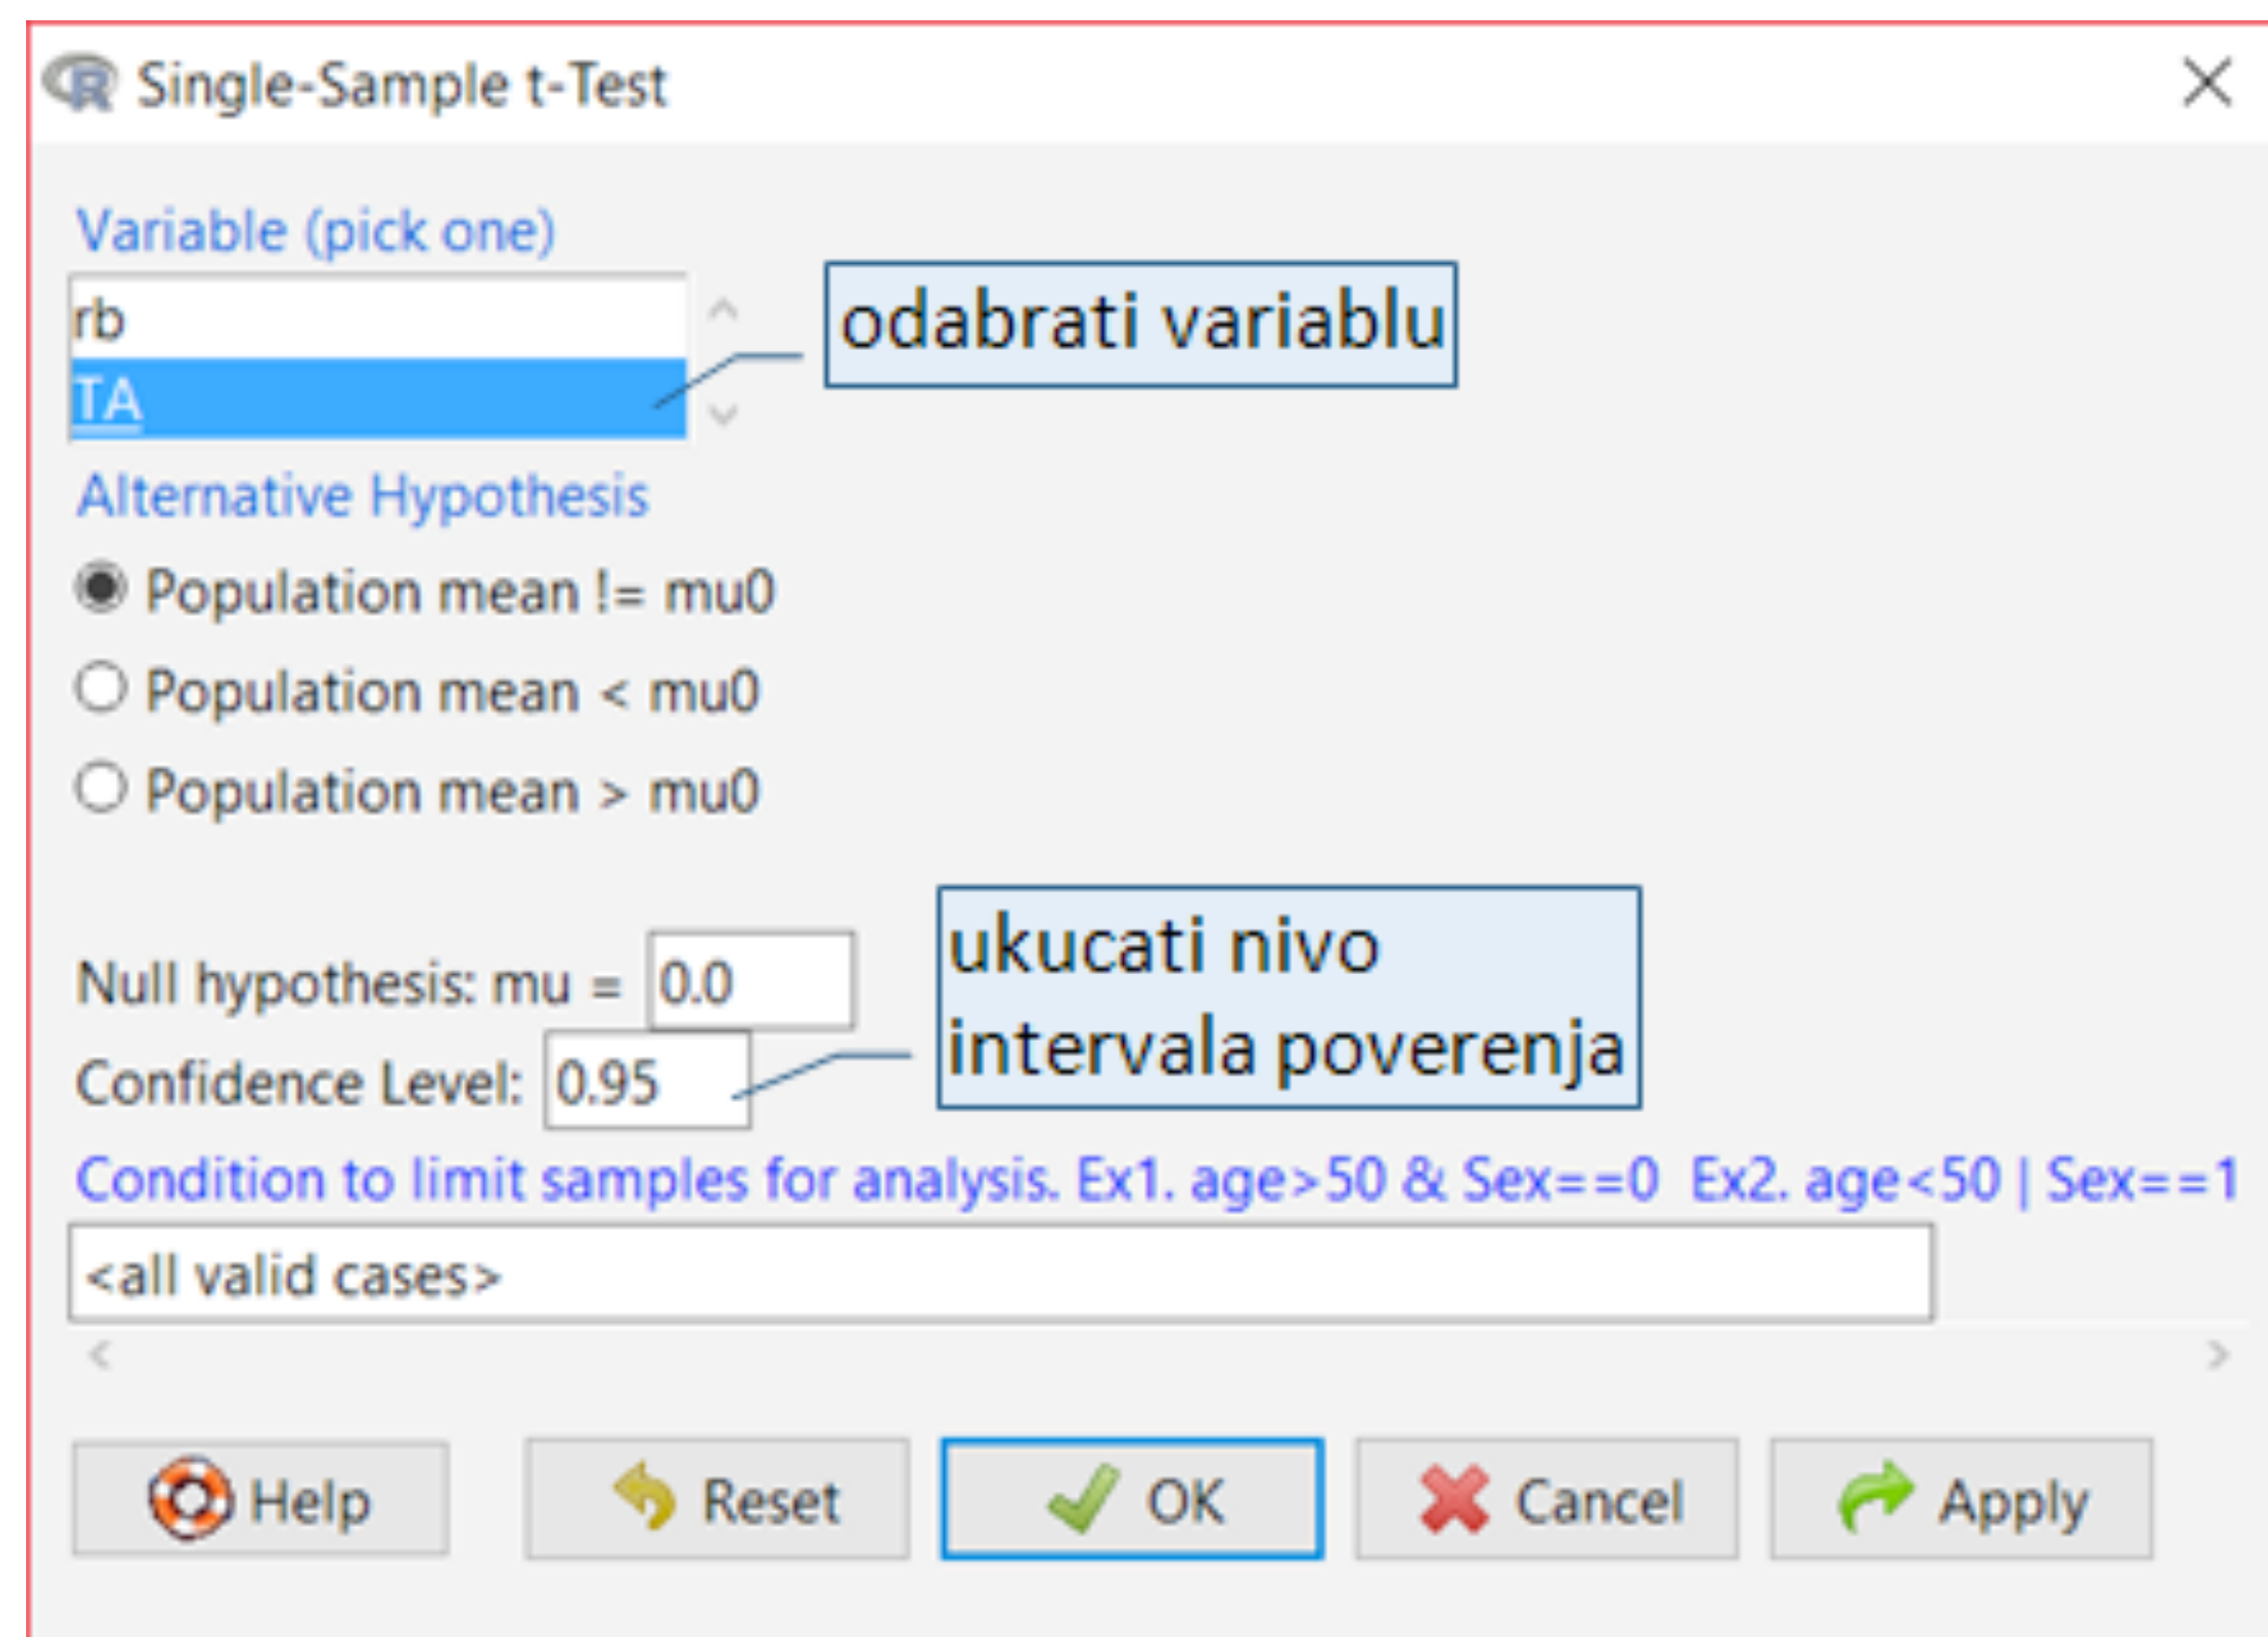 Single-Sample t-Test
Variable (pick one)
rb
odabrati variablu
TA
Alternative Hypothesis
Population mean != mu0
Population mean < mu0
Population mean > mu0
Null hypothesis: mu = 0.0
ukucati nivo
intervala poverenja
Confidence Level: 0.95
Condition to limit samples for analysis. Ex1. age>50 & Sex==0 Ex2. age<50 | Sex==1
<all valid cases>
Help Reset OK Cancel Apply